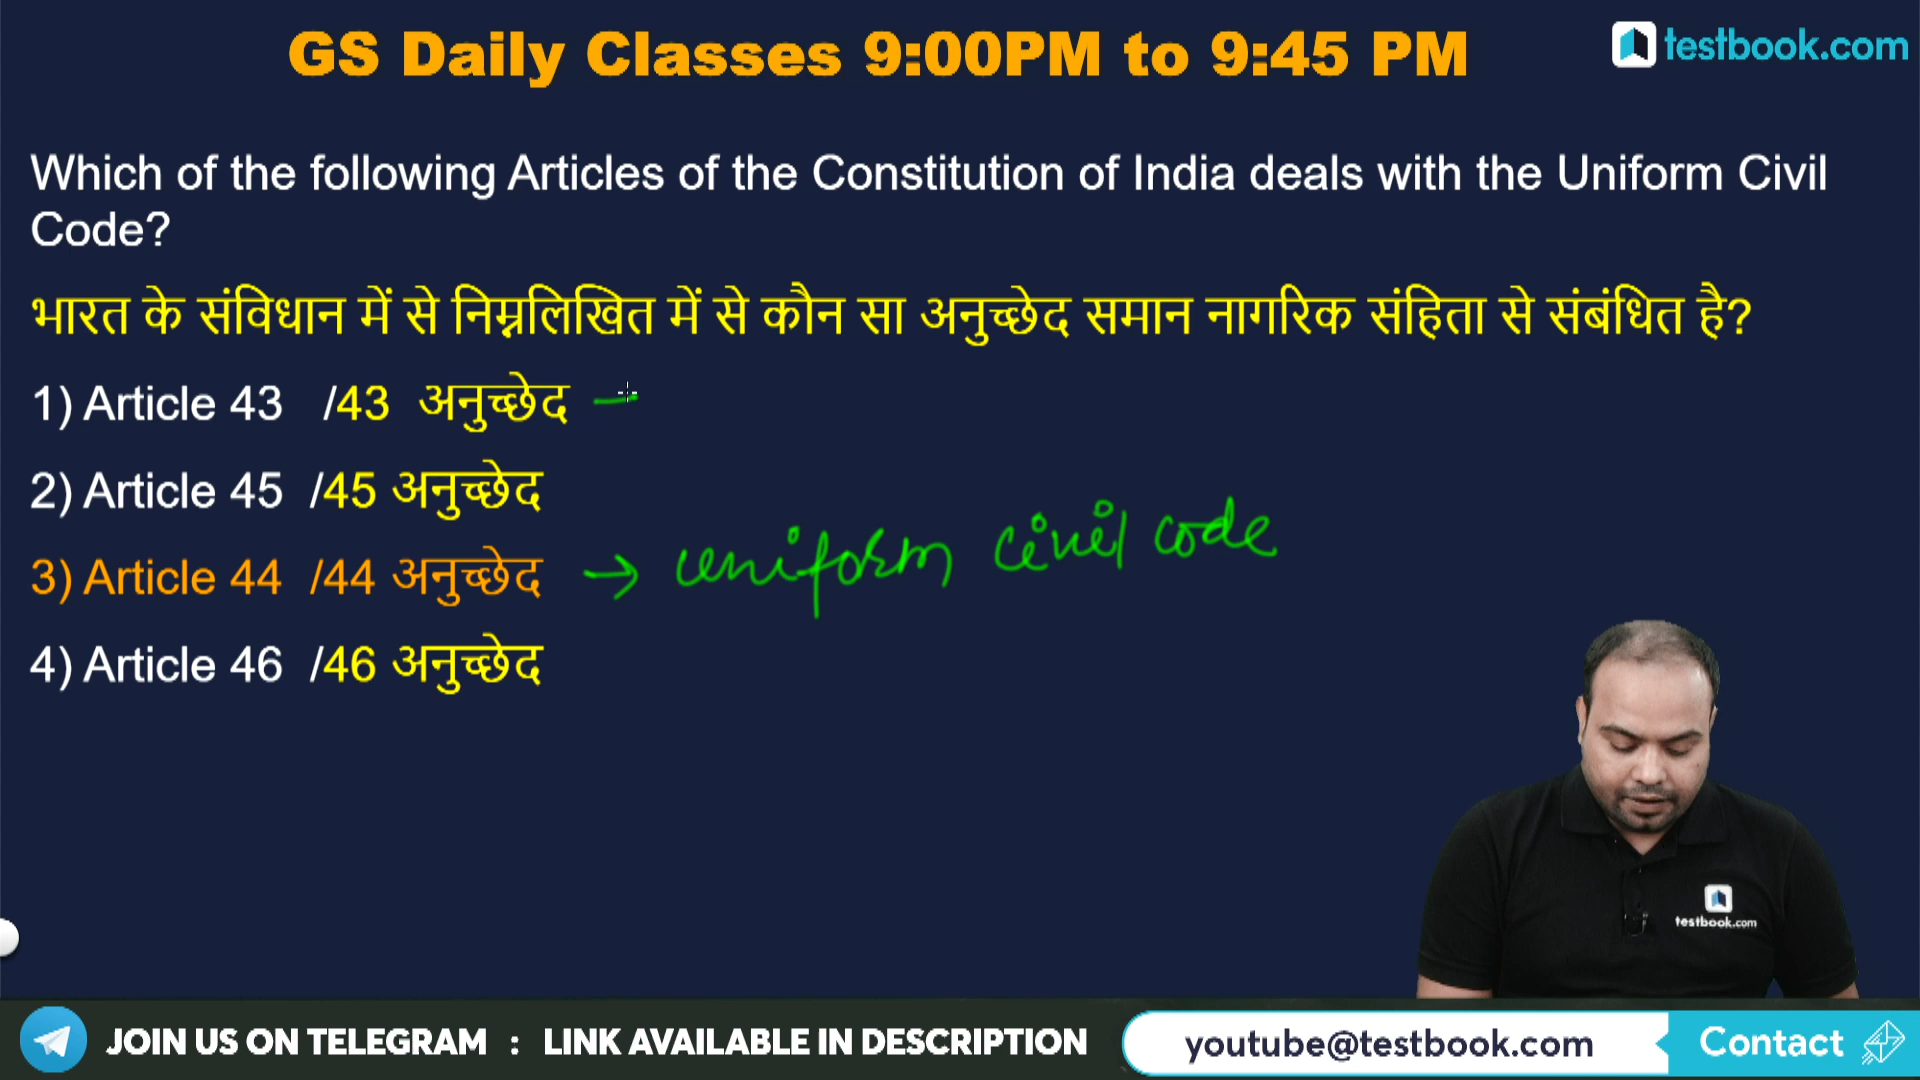 GS Daily Classes 9:00PM to 9:45 PM
testbook.com
Which of the following Articles of the Constitution of India deals with the Uniform Civil
Code?
भारत के संविधान में से निम्नलिखित में से कौन सा अनुच्छेद समान नागरिक संहिता से संबंधित है?
1) Article 43 /43 अनुच्छेद
2) Article 45 /45 अनुच्छेद
3) Article 44 /44 अनुच्छेद → uniform civil code
4) Article 46 /46 अनुच्छेद
testbook.com
JOIN US ON TELEGRAM : LINK AVAILABLE IN DESCRIPTION
youtube@testbook.com
Contact